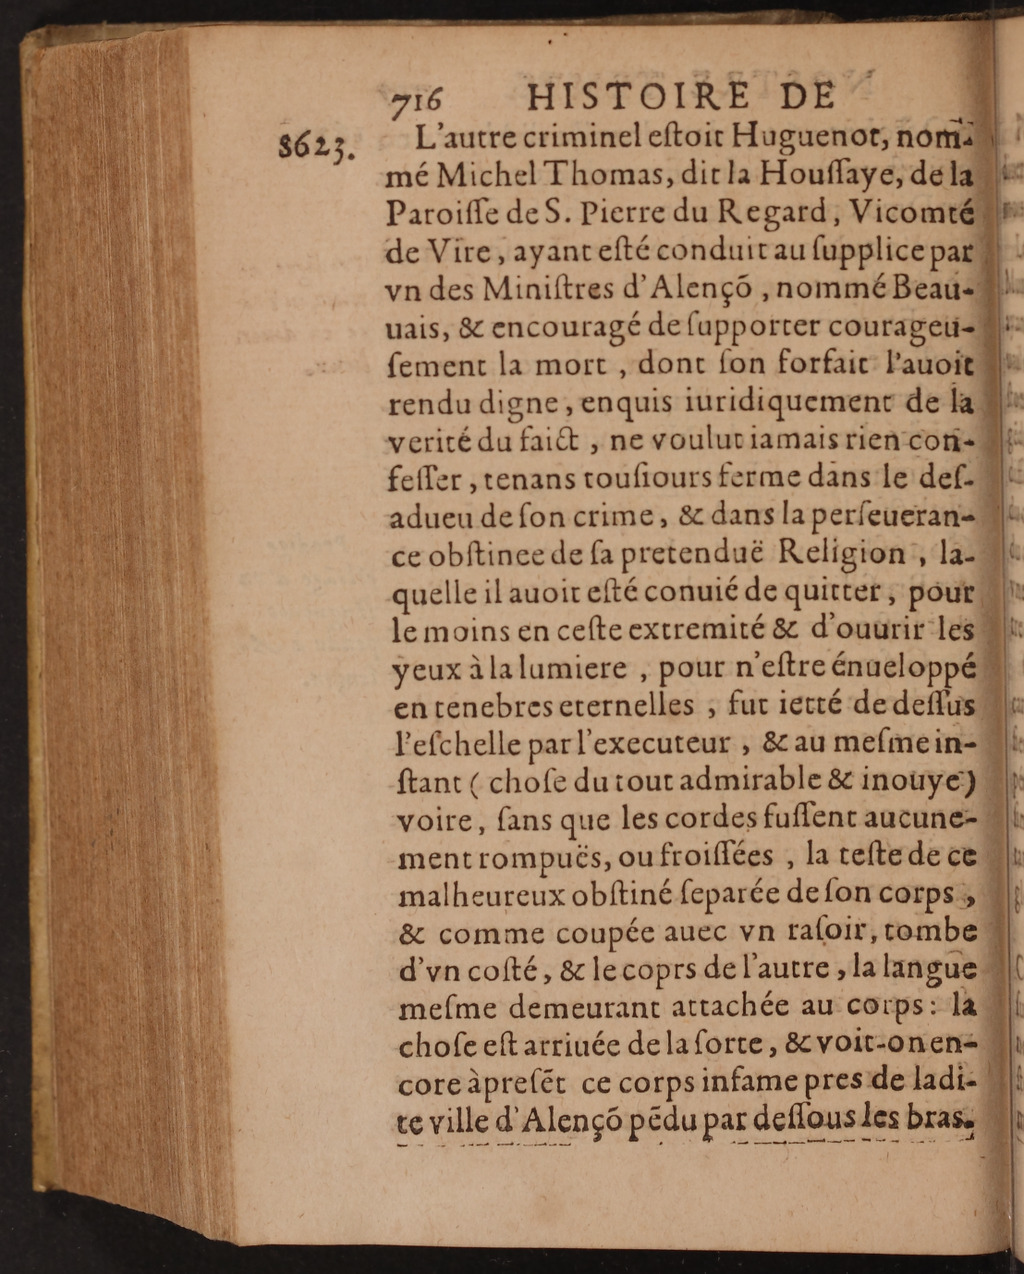 716 HISTOIRE DE
8623.
L'autre criminel eſtoit Huguenot, nom-
mé Michel Thomas, dit la Houſſaye, de la
Paroiſſe de S. Pierre du Regard, Vicomté
de Vire, ayant eſté conduit au ſupplice par
vn des Miniſtres d'Alençõ, nommé Beau-
uais, & encouragé de ſupporter courageu-
ſement la mort, dont ſon forfait l'auoit
rendu digne, enquis iuridiquement de la
verité du faict, ne voulut iamais rien con-
feſſer, tenans touſiours ferme dans le deſ-
adueu de ſon crime, & dans la perſeueran-
ce obſtinee de ſa pretenduë Religion, la-
quelle il auoit eſté conuié de quitter, pour
le moins en ceſte extremité & d'ouurir les
yeux à la lumiere, pour n'eſtre énueloppé
en tenebres eternelles, fut ietté de deſſus
l'eſchelle par l'executeur, & au meſme in-
ſtant (choſe du tout admirable & inouye)
voire, ſans que les cordes fuſſent aucune-
ment rompuës, ou froiſſées, la teſte de ce
malheureux obſtiné ſeparée de ſon corps,
& comme coupée auec vn raſoir, tombe
d'vn coſté, & le coprs de l'autre, la langue
meſme demeurant attachée au corps: la
choſe eſt arriuée de la ſorte, & voit-on en-
core àpreſẽt ce corps infame pres de ladi-
te ville d'Alençõ pẽdu par deſſous les bras,